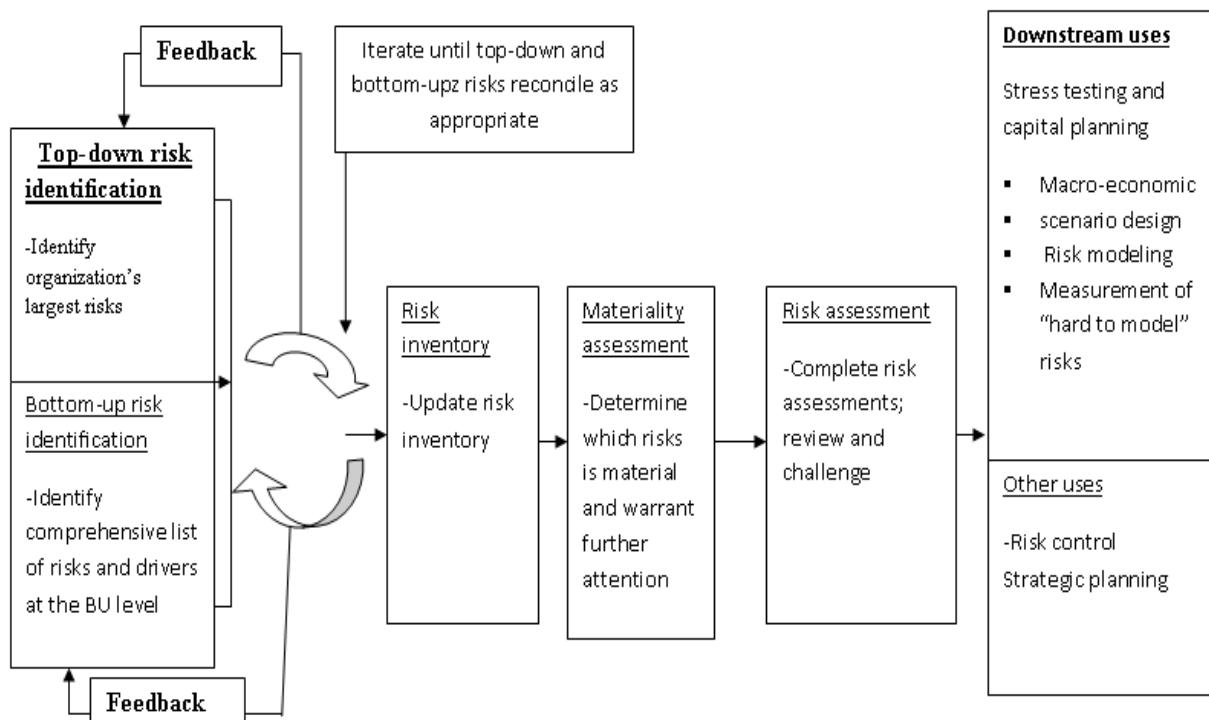 Feedback
Iterate until top-down and
bottom-upz risks reconcile as
appropriate
Top-down risk
identification
-Identify
organization's
largest risks
Bottom-up risk
identification
-Identify
comprehensive list
of risks and drivers
at the BU level
Feedback
Risk
inventory
-Update risk
inventory
Materiality
assessment
-Determine
which risks
is material
and warrant
further
attention
Risk assessment
-Complete risk
assessments;
review and
challenge
Downstream uses
Stress testing and
capital planning
▪ Macro-economic
▪ scenario design
▪ Risk modeling
▪ Measurement of
“hard to model”
risks
Other uses
-Risk control
Strategic planning